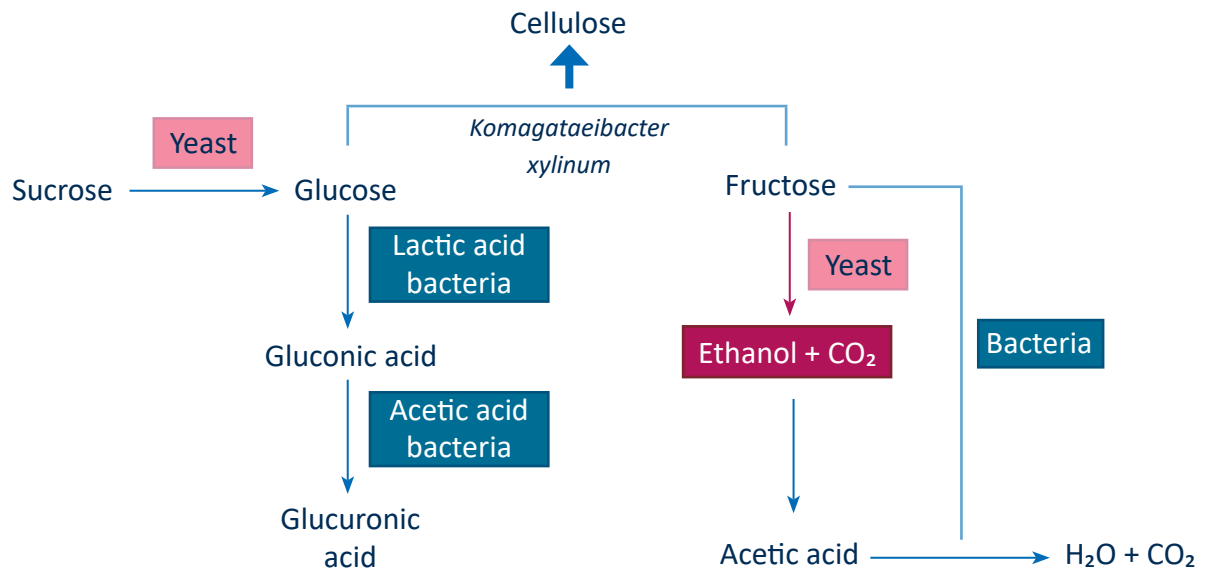 Cellulose
Komagataeibacter
xylinum
Yeast
Sucrose
Glucose
Fructose
Lactic acid
bacteria
Yeast
Gluconic acid
Ethanol + CO₂
Bacteria
Acetic acid
bacteria
Glucuronic
acid
Acetic acid
H₂O + CO₂